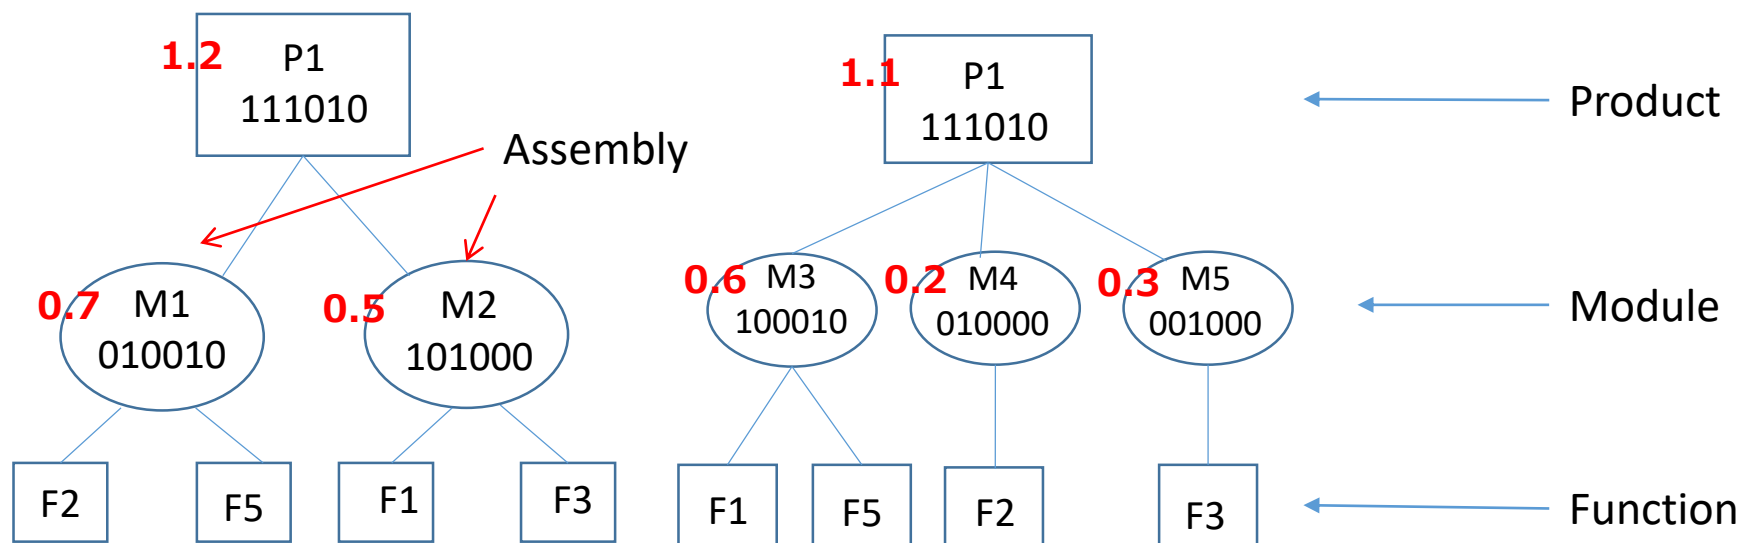 1.2
P1
111010
1.1
P1
111010
Product
Assembly
0.7
M1
010010
0.5
M2
101000
0.6
M3
100010
0.2
M4
010000
0.3
M5
001000
Module
F2
F5
F1
F3
F1
F5
F2
F3
Function